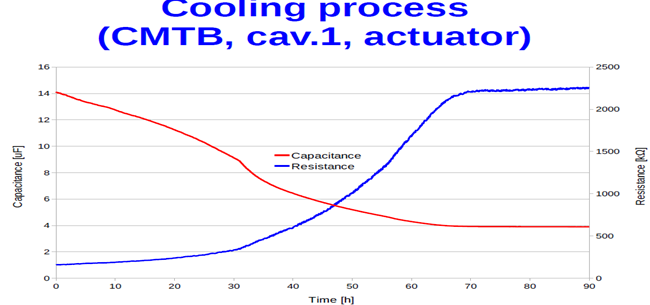 Cooling process
(CMTB, cav.1, actuator)
16
14
12
10
8
6
4
2
0
Capacitance [uF]
2500
2000
1500
1000
500
0
Resistance [kΩ]
Capacitance
Resistance
0 10 20 30 40 50 60 70 80 90
Time [h]